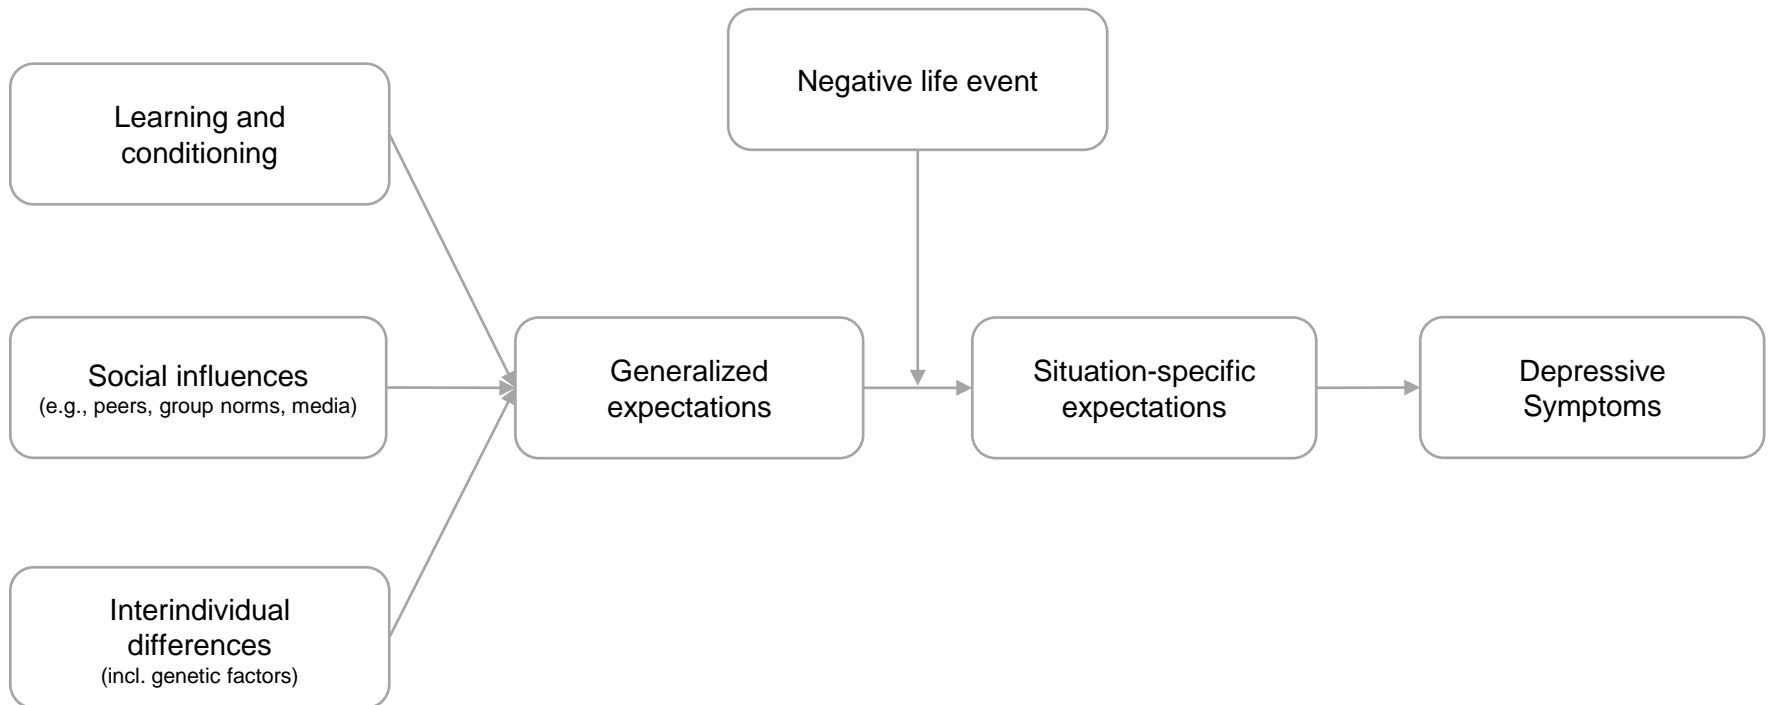 Negative life event
Learning and
conditioning
Social influences
(e.g., peers, group norms, media)
Generalized
expectations
Situation-specific
expectations
Depressive
Symptoms
Interindividual
differences
(incl. genetic factors)